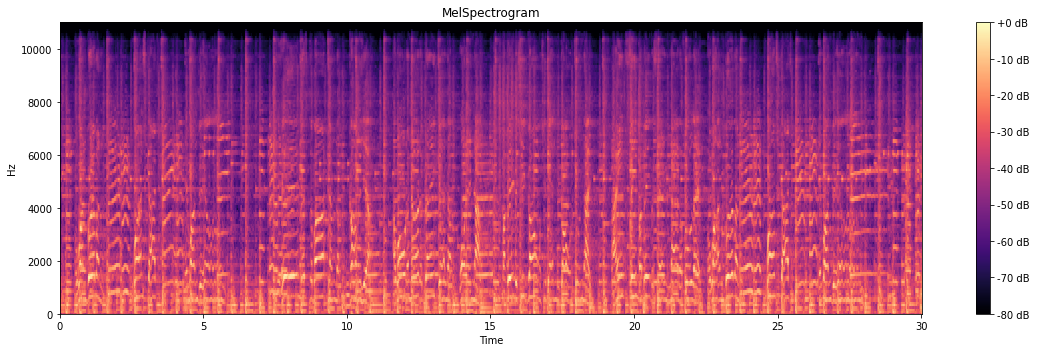 MelSpectrogram
Hz
10000
8000
6000
4000
2000
0
5
10
15
20
25
30
Time
+0 dB
-10 dB
-20 dB
-30 dB
-40 dB
-50 dB
-60 dB
-70 dB
-80 dB